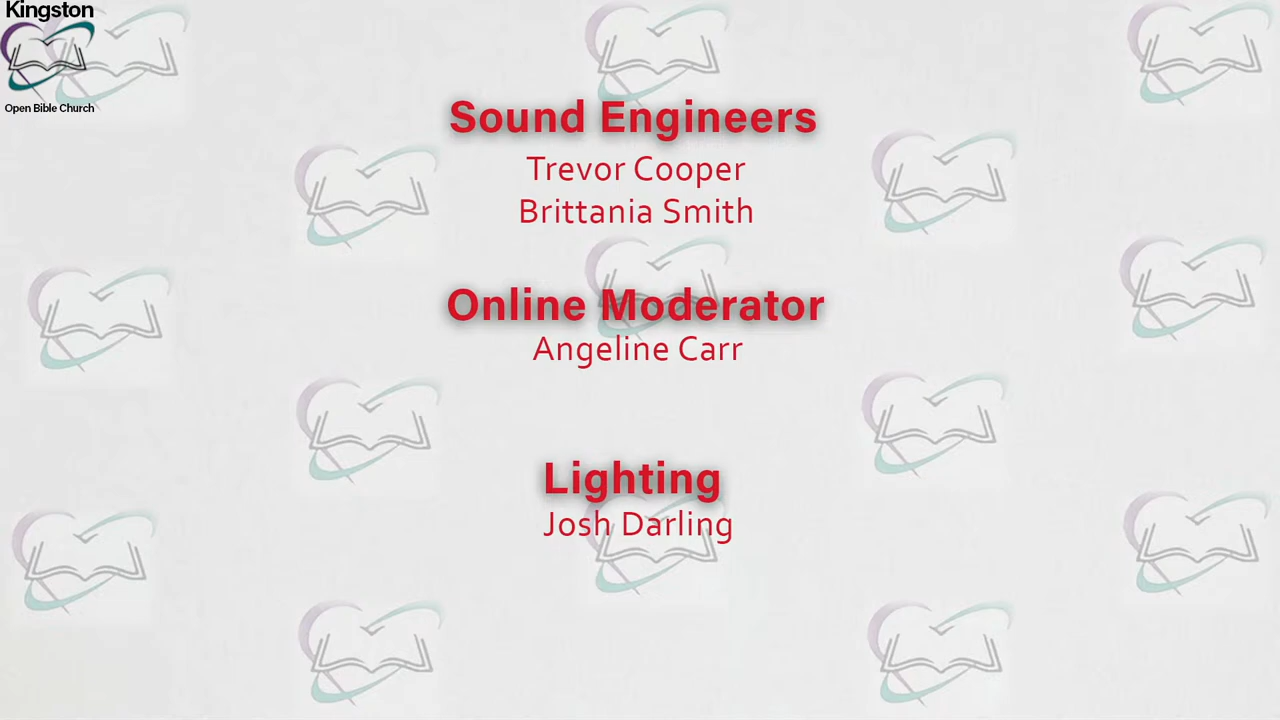 Kingston
Open Bible Church
Sound Engineers
Trevor Cooper
Brittania Smith
Online Moderator
Angeline Carr
Lighting
Josh Darling